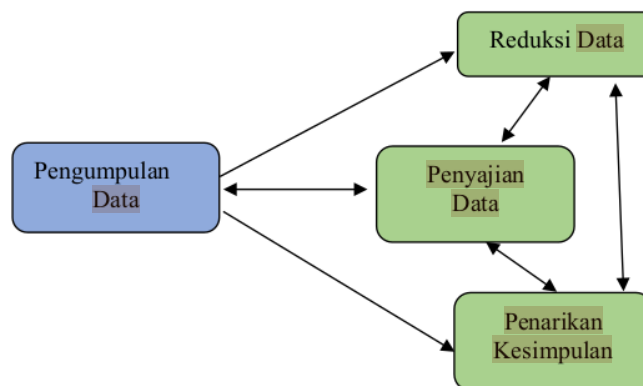 Reduksi Data
Pengumpulan
Data
Penyajian
Data
Penarikan
Kesimpulan